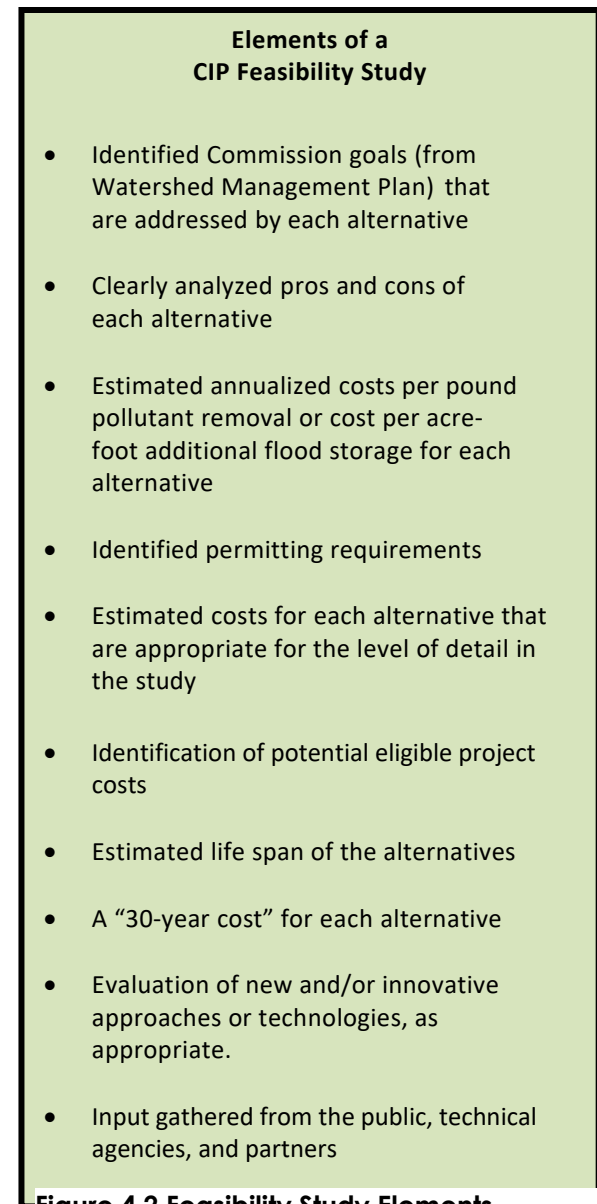 Elements of a
CIP Feasibility Study
• Identified Commission goals (from
Watershed Management Plan) that
are addressed by each alternative
• Clearly analyzed pros and cons of
each alternative
• Estimated annualized costs per pound
pollutant removal or cost per acre-
foot additional flood storage for each
alternative
• Identified permitting requirements
• Estimated costs for each alternative that
are appropriate for the level of detail in
the study
• Identification of potential eligible project
costs
• Estimated life span of the alternatives
• A “30-year cost” for each alternative
• Evaluation of new and/or innovative
approaches or technologies, as
appropriate.
• Input gathered from the public, technical
agencies, and partners
Figure 4.2 Feasibility Study Elements